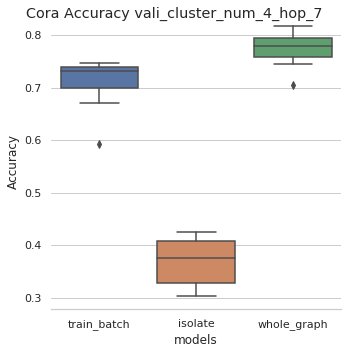 Cora Accuracy vali_cluster_num_4_hop_7
0.8
0.7
0.6
0.5
0.4
0.3
Accuracy
train_batch isolate whole_graph
models